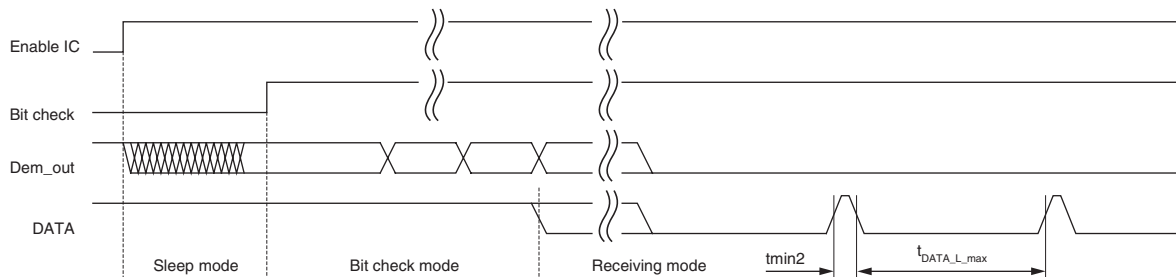 Enable IC
Bit check
Dem_out
DATA
Sleep mode
Bit check mode
Receiving mode
tmin2
tDATA_L_max